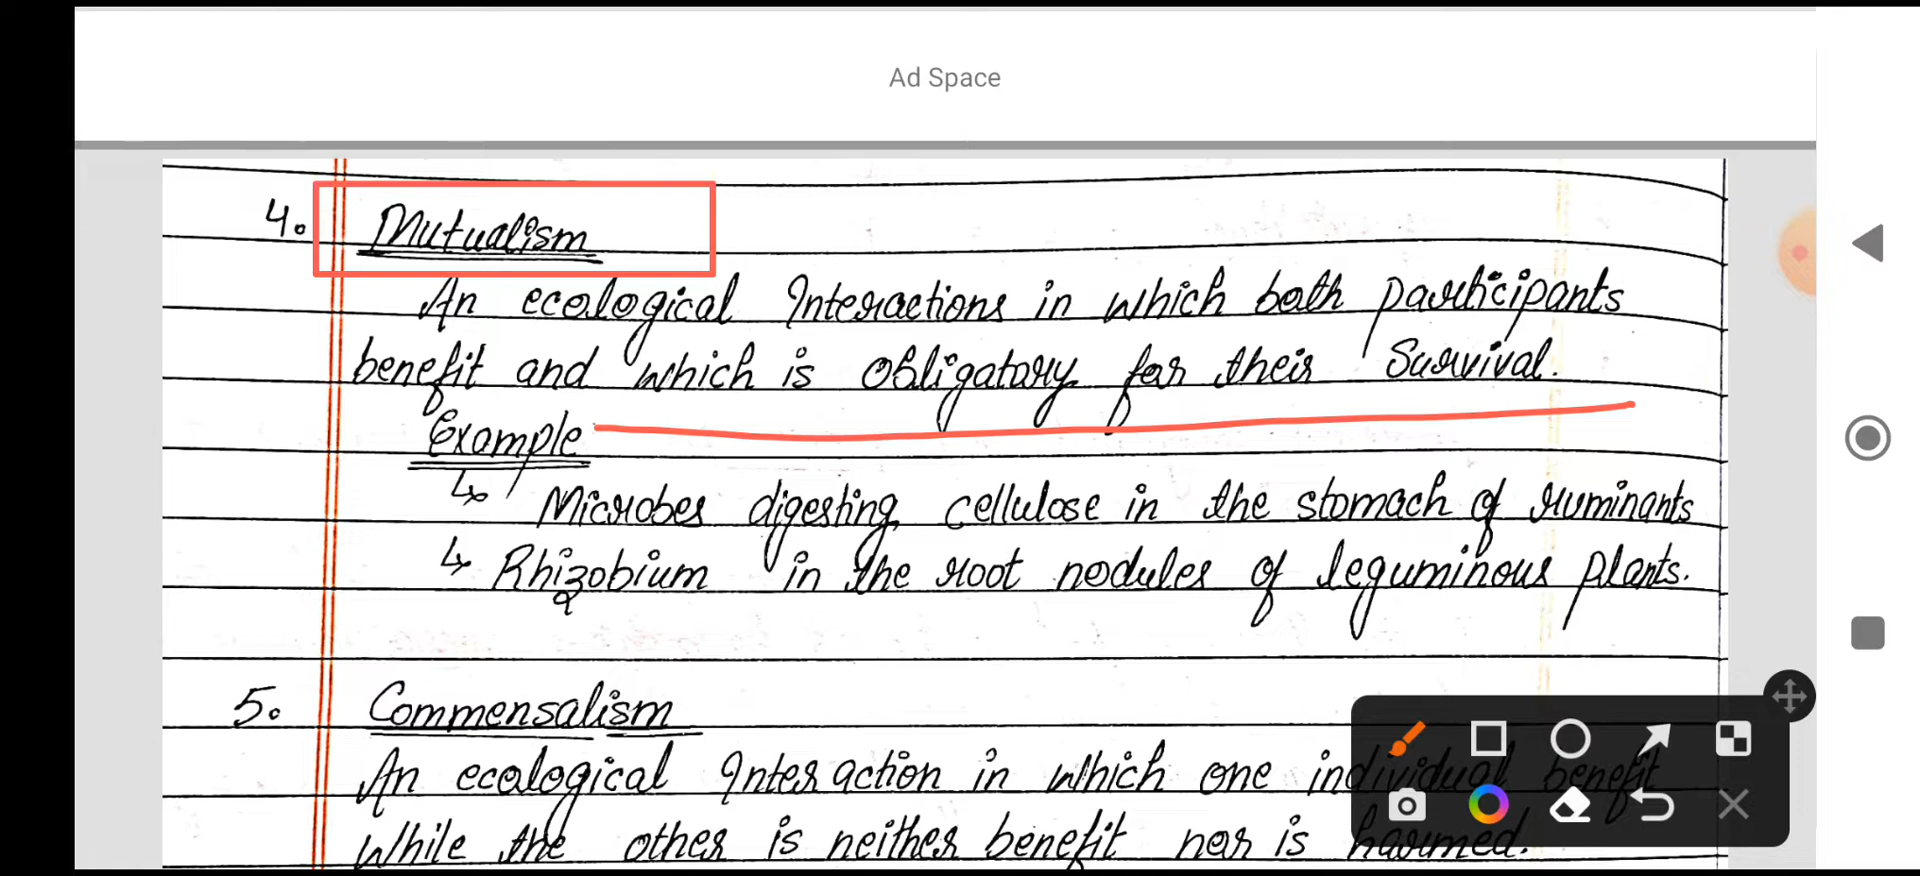 Ad Space
4. Mutualism
An ecological Interactions in which both participants
benefit and which is obligatory for their Survival.
Example
↳ Microbes digesting cellulose in the stomach of ruminants
↳ Rhizobium in the root nodules of leguminous plants.
5. Commensalism
An ecological Interaction in which one individual benefit
While the other is neither benefit nor is harmed.